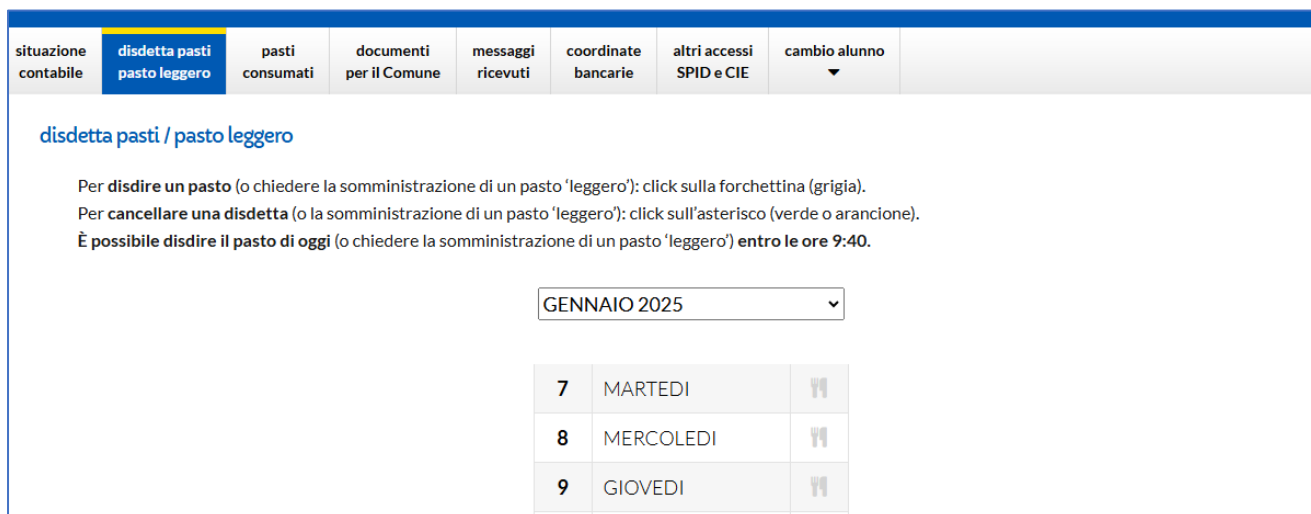 situazione contabile
disdetta pasti pasto leggero
pasti consumati
documenti per il Comune
messaggi ricevuti
coordinate bancarie
altri accessi SPID e CIE
cambio alunno
disdetta pasti / pasto leggero
Per disdire un pasto (o chiedere la somministrazione di un pasto ‘leggero’): click sulla forchettina (grigia).
Per cancellare una disdetta (o la somministrazione di un pasto ‘leggero’): click sull’asterisco (verde o arancione).
È possibile disdire il pasto di oggi (o chiedere la somministrazione di un pasto ‘leggero’) entro le ore 9:40.
GENNAIO 2025
7 MARTEDI
8 MERCOLEDI
9 GIOVEDI